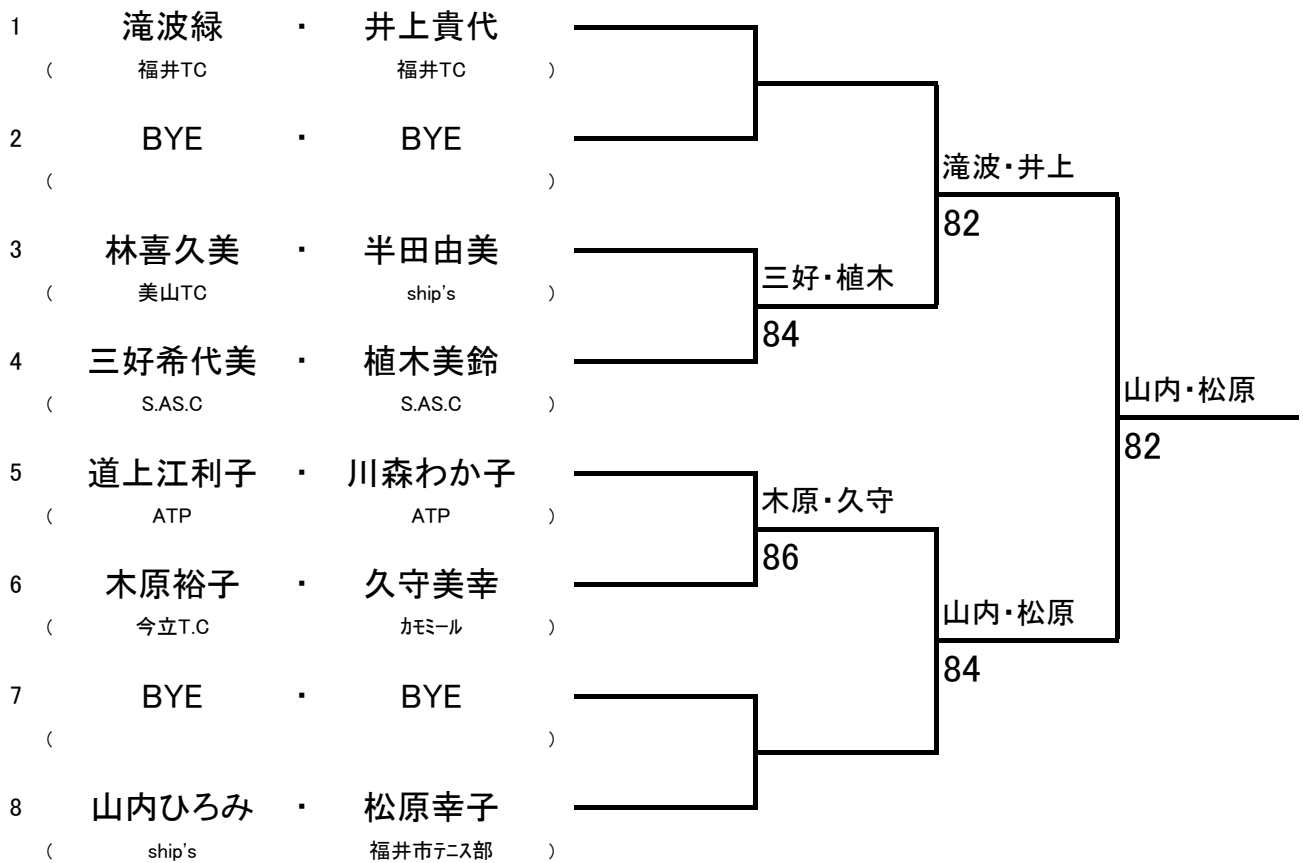 1 滝波緑 ・ 井上貴代
( 福井TC 福井TC )
2 BYE ・ BYE
( )
滝波・井上
82
3 林喜久美 ・ 半田由美
( 美山TC ship's )
三好・植木
84
4 三好希代美 ・ 植木美鈴
( S.AS.C S.AS.C )
山内・松原
82
5 道上江利子 ・ 川森わか子
( ATP ATP )
木原・久守
86
6 木原裕子 ・ 久守美幸
( 今立T.C ｶﾓﾐｰﾙ )
山内・松原
84
7 BYE ・ BYE
( )
8 山内ひろみ ・ 松原幸子
( ship's 福井市ﾃﾆｽ部 )